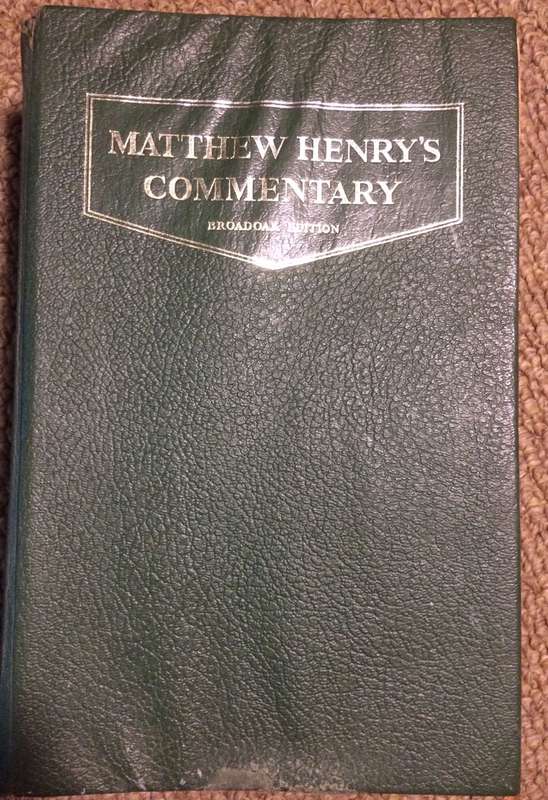 MATTHEW HENRY'S
COMMENTARY
BROADOAK EDITION